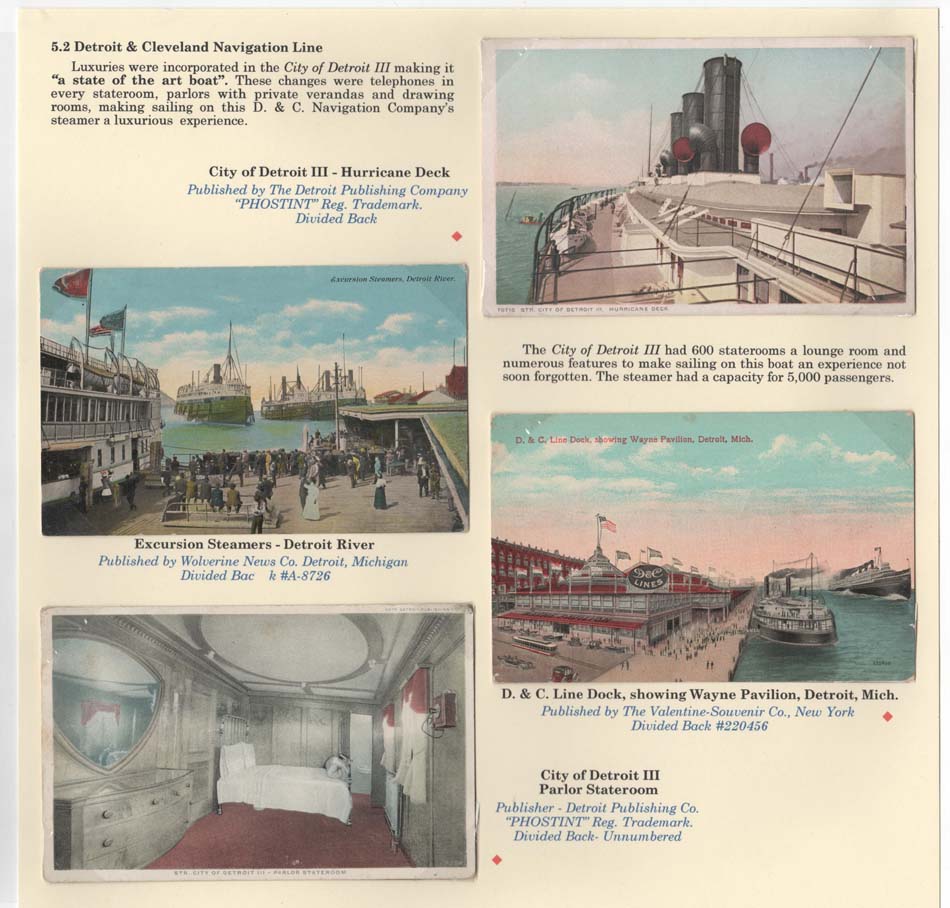 5.2 Detroit & Cleveland Navigation Line
Luxuries were incorporated in the City of Detroit III making it
“a state of the art boat”. These changes were telephones in
every stateroom, parlors with private verandas and drawing
rooms, making sailing on this D. & C. Navigation Company's
steamer a luxurious experience.
City of Detroit III - Hurricane Deck
Published by The Detroit Publishing Company
“PHOSTINT” Reg. Trademark.
Divided Back
STR. CITY OF DETROIT III. HURRICANE DECK
Excursion Steamers, Detroit River.
Excursion Steamers - Detroit River
Published by Wolverine News Co. Detroit, Michigan
Divided Bac k #A-8726
The City of Detroit III had 600 staterooms a lounge room and
numerous features to make sailing on this boat an experience not
soon forgotten. The steamer had a capacity for 5,000 passengers.
D. & C. Line Dock, showing Wayne Pavilion, Detroit, Mich.
D&C
LINES
D. & C. Line Dock, showing Wayne Pavilion, Detroit, Mich.
Published by The Valentine-Souvenir Co., New York
Divided Back #220456
STR. CITY OF DETROIT III - PARLOR STATEROOM
City of Detroit III
Parlor Stateroom
Publisher - Detroit Publishing Co.
“PHOSTINT” Reg. Trademark.
Divided Back- Unnumbered